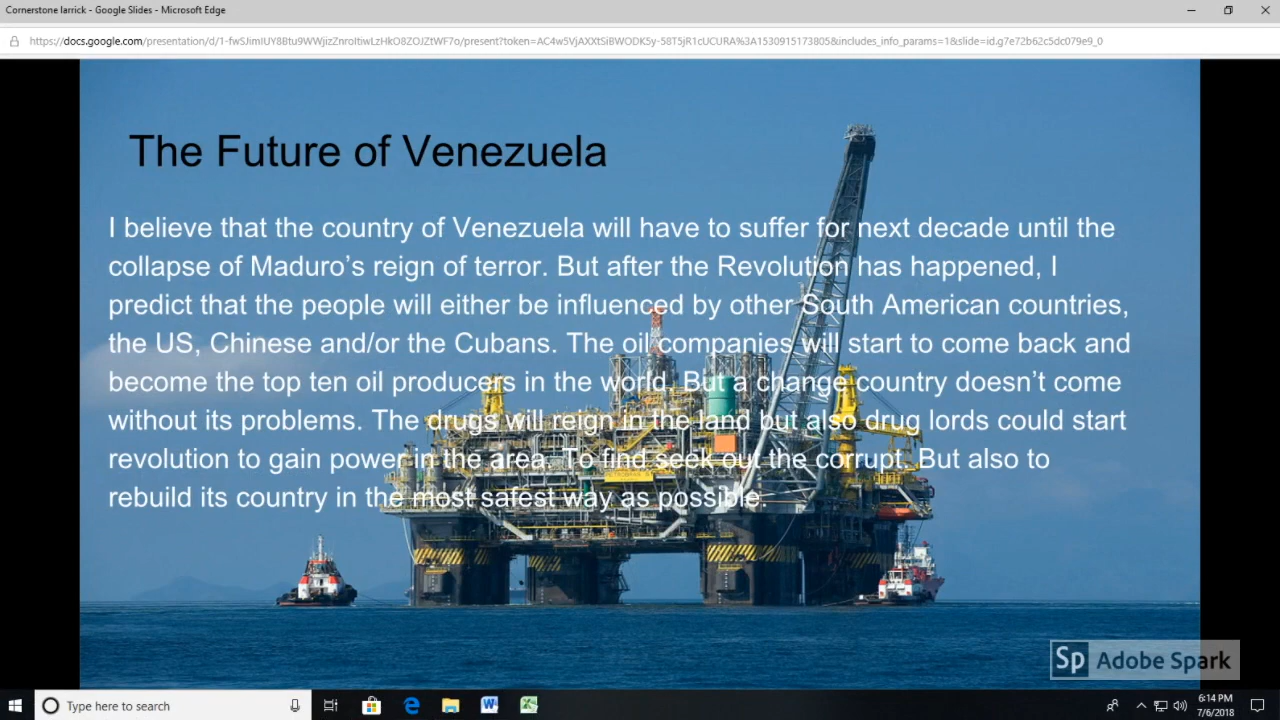 Cornerstone larrick - Google Slides - Microsoft Edge
https://docs.google.com/presentation/d/1-fwSJimIUY8Btu9WWjizZnroItiwLzHkO8ZOJZtWF7o/present?token=AC4w5VjAXXtSiBWODK5y-58T5jR1cUCURA%3A1530915173805&includes_info_params=1&slide=id.g7e72b62c5dc079e9_0
The Future of Venezuela
I believe that the country of Venezuela will have to suffer for next decade until the
collapse of Maduro's reign of terror. But after the Revolution has happened, I
predict that the people will either be influenced by other South American countries,
the US, Chinese and/or the Cubans. The oil companies will start to come back and
become the top ten oil producers in the world. But a change country doesn't come
without its problems. The drugs will reign in the land but also drug lords could start
revolution to gain power in the area. To find seek out the corrupt. But also to
rebuild its country in the most safest way as possible.
Sp Adobe Spark
Type here to search
6:14 PM
7/6/2018